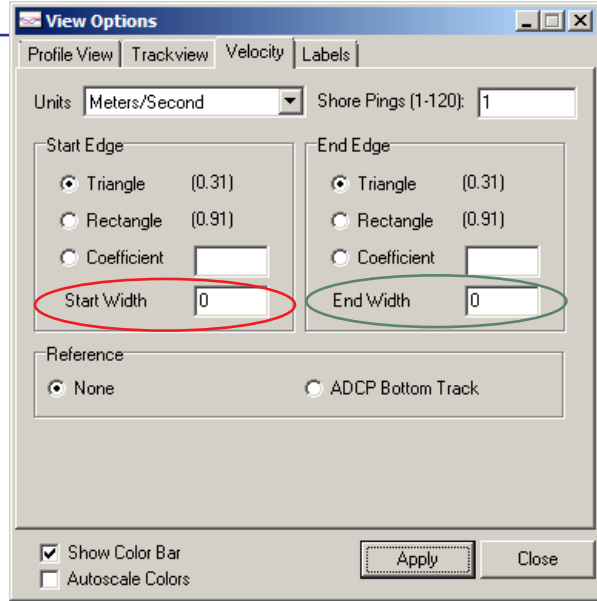 View Options
Profile View Trackview Velocity Labels
Units Meters/Second Shore Pings (1-120): 1
Start Edge End Edge
Triangle (0.31) Triangle (0.31)
Rectangle (0.91) Rectangle (0.91)
Coefficient Coefficient
Start Width 0 End Width 0
Reference
None ADCP Bottom Track
Show Color Bar Apply Close
Autoscale Colors